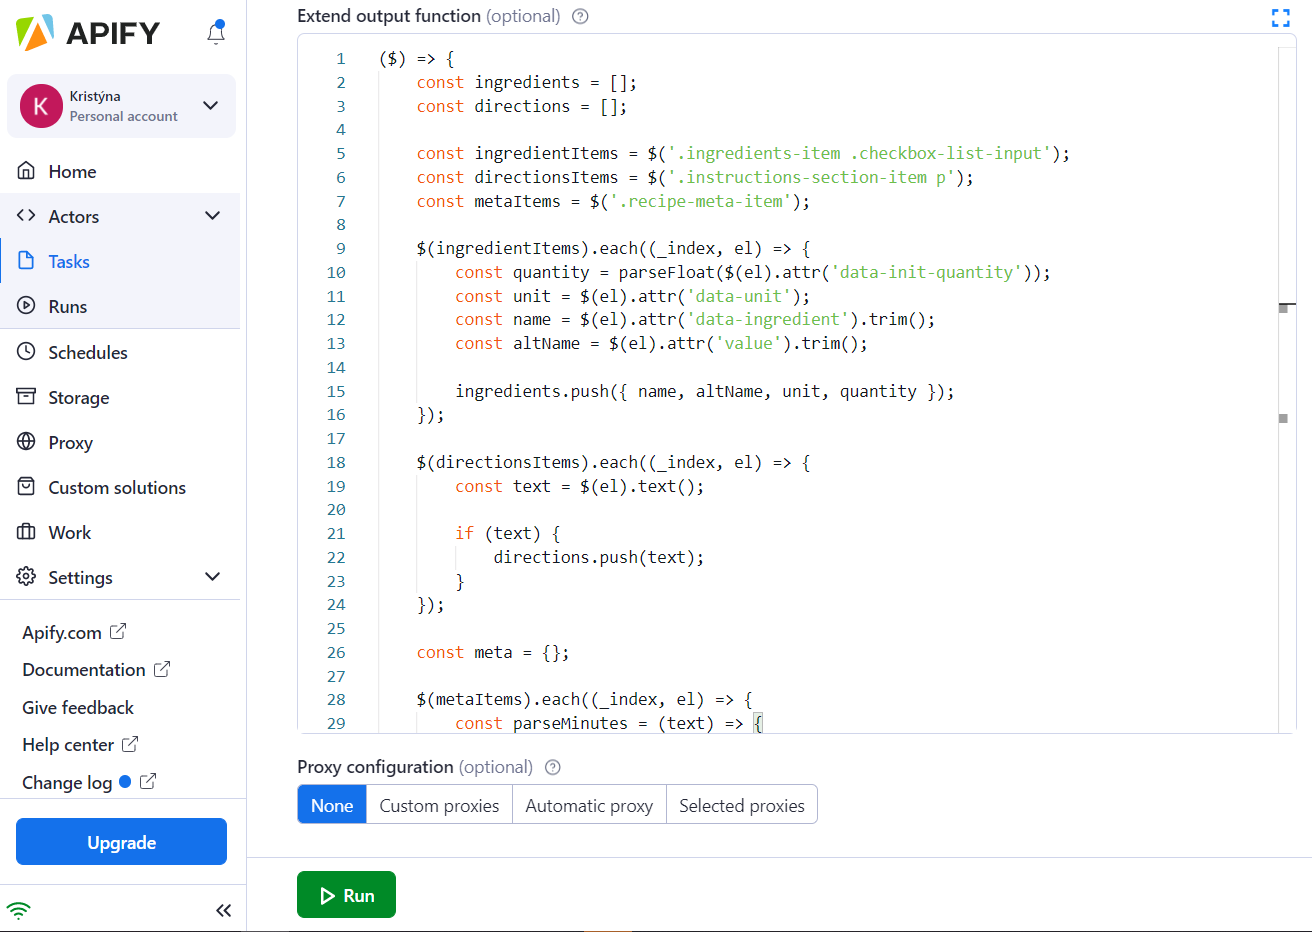 APIFY
K
Kristýna
Personal account
Home
Actors
Tasks
Runs
Schedules
Storage
Proxy
Custom solutions
Work
Settings
Apify.com
Documentation
Give feedback
Help center
Change log
Upgrade
Extend output function (optional) ?
1 ($) => {
2 const ingredients = [];
3 const directions = [];
4
5 const ingredientItems = $('.ingredients-item .checkbox-list-input');
6 const directionsItems = $('.instructions-section-item p');
7 const metaItems = $('.recipe-meta-item');
8
9 $(ingredientItems).each((_index, el) => {
10 const quantity = parseFloat($(el).attr('data-init-quantity'));
11 const unit = $(el).attr('data-unit');
12 const name = $(el).attr('data-ingredient').trim();
13 const altName = $(el).attr('value').trim();
14
15 ingredients.push({ name, altName, unit, quantity });
16 });
17
18 $(directionsItems).each((_index, el) => {
19 const text = $(el).text();
20
21 if (text) {
22 directions.push(text);
23 }
24 });
25
26 const meta = {};
27
28 $(metaItems).each((_index, el) => {
29 const parseMinutes = (text) => {
Proxy configuration (optional) ?
None Custom proxies Automatic proxy Selected proxies
Run